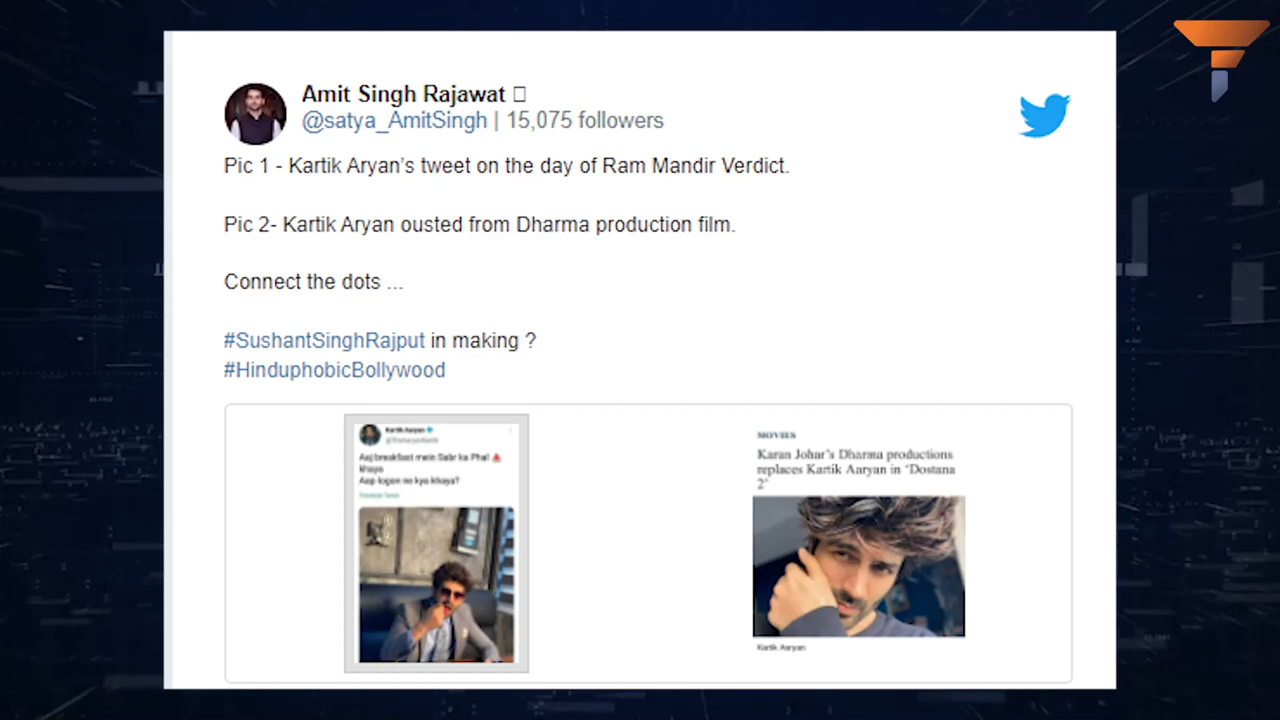 Amit Singh Rajawat
@satya_AmitSingh | 15,075 followers
Pic 1 - Kartik Aryan's tweet on the day of Ram Mandir Verdict.
Pic 2- Kartik Aryan ousted from Dharma production film.
Connect the dots ...
#SushantSinghRajput in making ?
#HinduphobicBollywood
Kartik Aaryan
Aaj breakfast mein Sabr ka Phal
khaya
Aap logon ne kya khaya?
MOVIES
Karan Johar's Dharma productions
replaces Kartik Aaryan in 'Dostana
2'
Kartik Aaryan